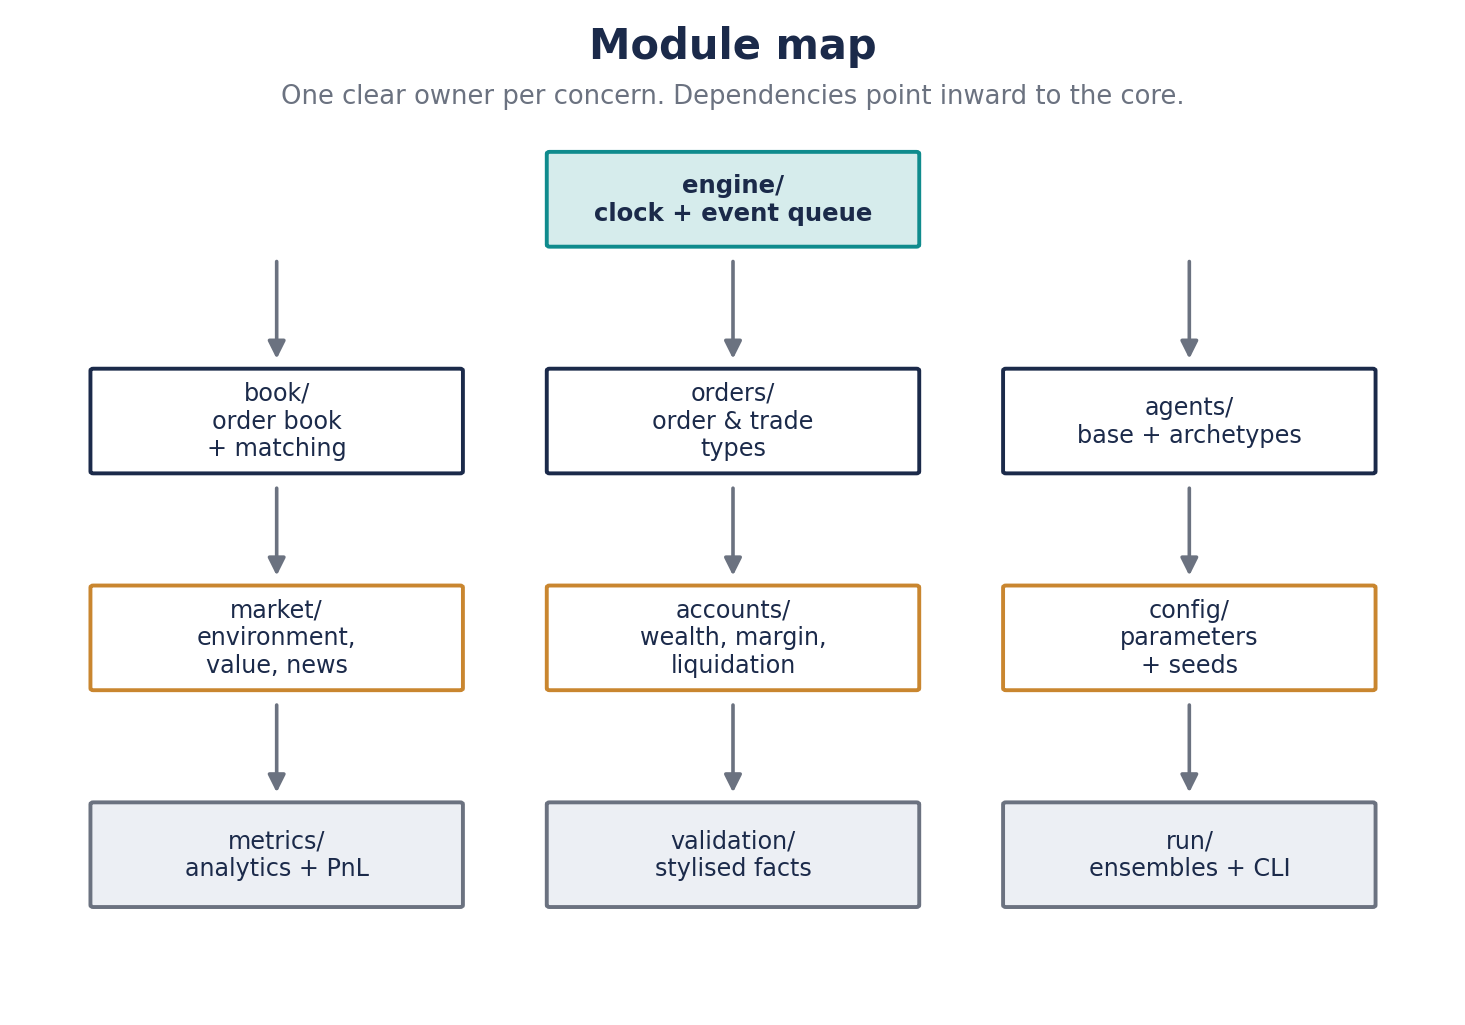 Module map
One clear owner per concern. Dependencies point inward to the core.
engine/
clock + event queue
book/
order book
+ matching
orders/
order & trade
types
agents/
base + archetypes
market/
environment,
value, news
accounts/
wealth, margin,
liquidation
config/
parameters
+ seeds
metrics/
analytics + PnL
validation/
stylised facts
run/
ensembles + CLI